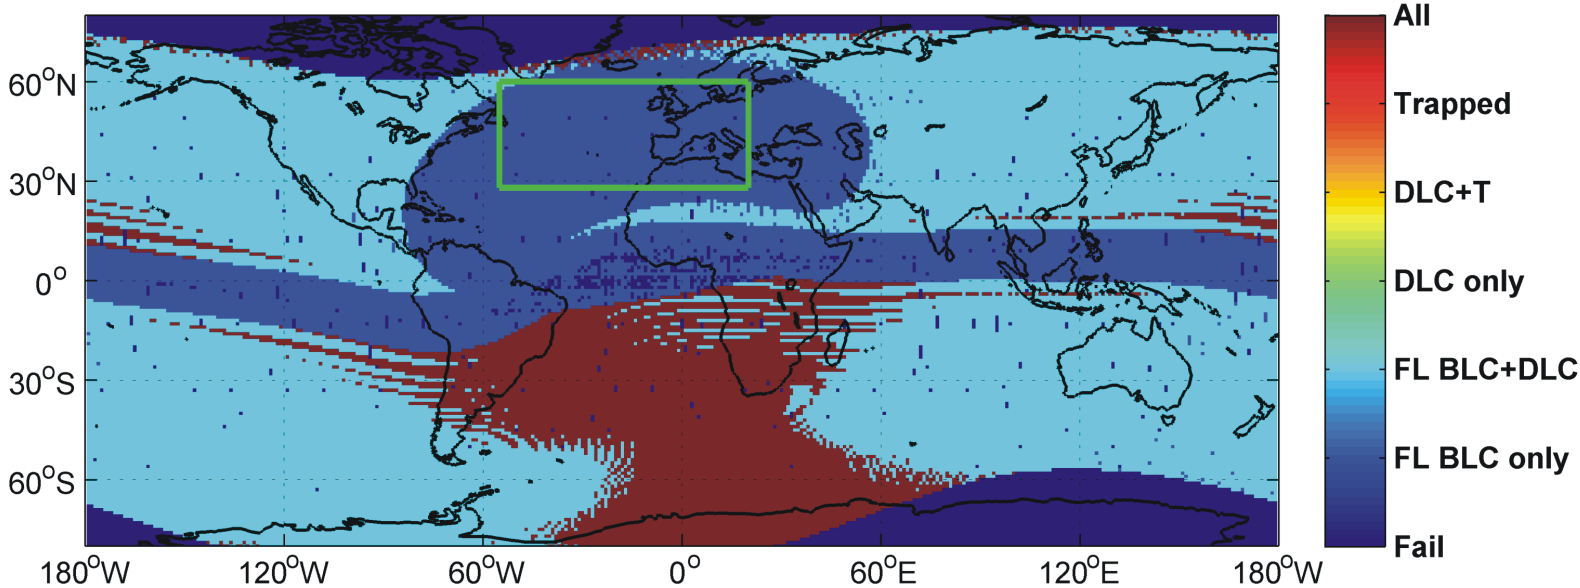 60°N
30°N
0°
30°S
60°S
180°W
120°W
60°W
0°
60°E
120°E
180°W
All
Trapped
DLC+T
DLC only
FL BLC+DLC
FL BLC only
Fail